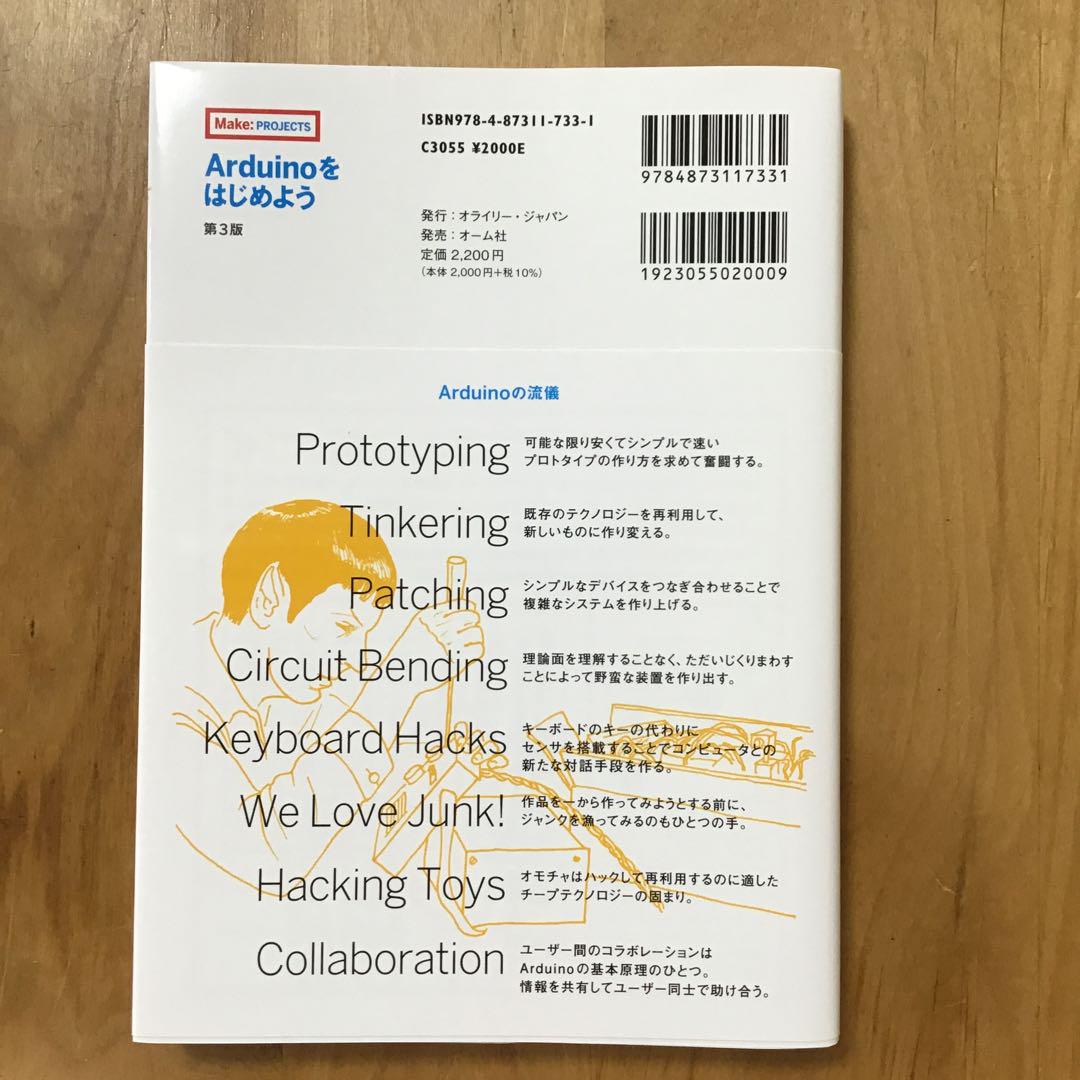 Make: PROJECTS
Arduinoを
はじめよう
第3版
ISBN978-4-87311-733-1
C3055 ¥2000E
発行：オライリー・ジャパン
発売：オーム社
定価 2,200円
（本体 2,000円+税10%）
9784873117331
1923055020009
Arduinoの流儀
Prototyping
可能な限り安くてシンプルで速い
プロトタイプの作り方を求めて奮闘する。
Tinkering
既存のテクノロジーを再利用して、
新しいものに作り変える。
Patching
シンプルなデバイスをつなぎ合わせることで
複雑なシステムを作り上げる。
Circuit Bending
理論面を理解することなく、ただいじくりまわす
ことによって野蛮な装置を作り出す。
Keyboard Hacks
キーボードのキーの代わりに
センサを搭載することでコンピュータとの
新たな対話手段を作る。
We Love Junk!
作品を一から作ってみようとする前に、
ジャンクを漁ってみるのもひとつの手。
Hacking Toys
オモチャはハックして再利用するのに適した
チープテクノロジーの固まり。
Collaboration
ユーザー間のコラボレーションは
Arduinoの基本原理のひとつ。
情報を共有してユーザー同士で助け合う。